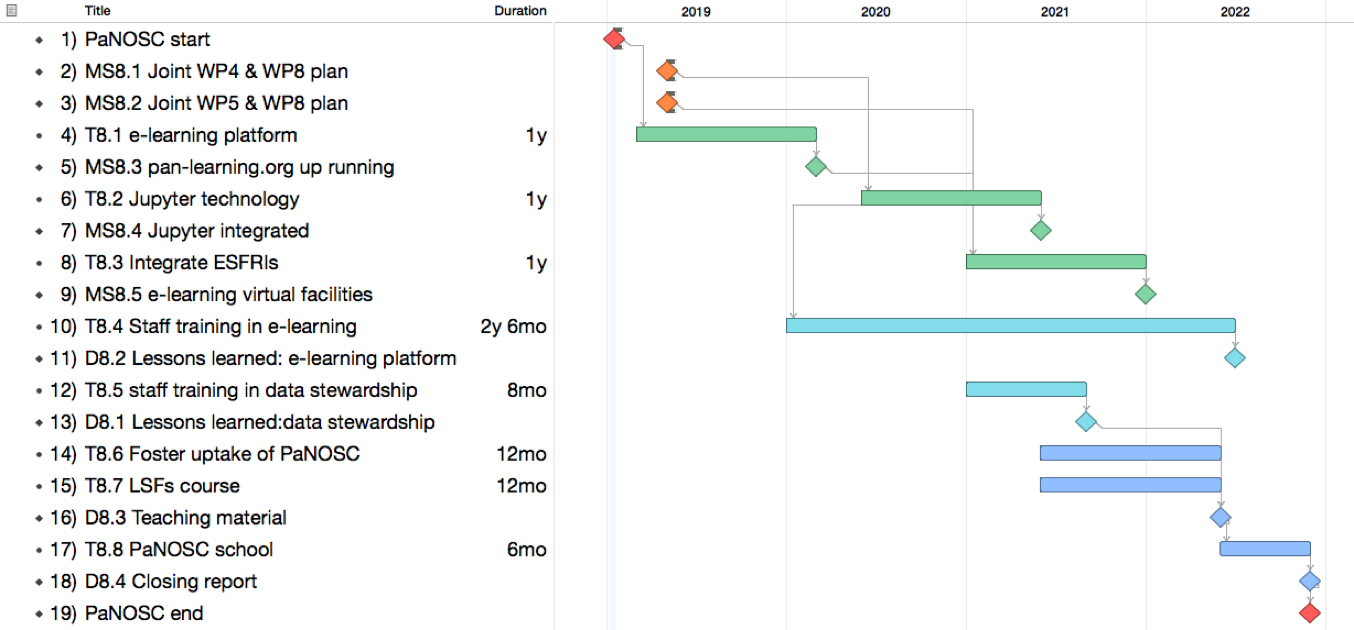 Title Duration 2019 2020 2021 2022
1) PaNOSC start
2) MS8.1 Joint WP4 & WP8 plan
3) MS8.2 Joint WP5 & WP8 plan
4) T8.1 e-learning platform 1y
5) MS8.3 pan-learning.org up running
6) T8.2 Jupyter technology 1y
7) MS8.4 Jupyter integrated
8) T8.3 Integrate ESFRIs 1y
9) MS8.5 e-learning virtual facilities
10) T8.4 Staff training in e-learning 2y 6mo
11) D8.2 Lessons learned: e-learning platform
12) T8.5 staff training in data stewardship 8mo
13) D8.1 Lessons learned:data stewardship
14) T8.6 Foster uptake of PaNOSC 12mo
15) T8.7 LSFs course 12mo
16) D8.3 Teaching material
17) T8.8 PaNOSC school 6mo
18) D8.4 Closing report
19) PaNOSC end